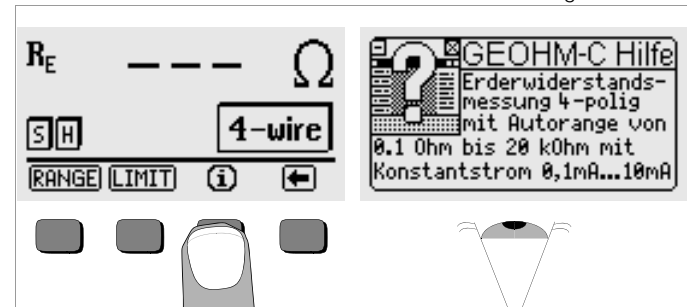 RE — — — Ω
S H 4-wire
RANGE LIMIT i ←
? GEOHM-C Hilfe
Erderwiderstands-
messung 4-polig
mit Autorange von
0.1 Ohm bis 20 kOhm mit
Konstantstrom 0,1mA...10mA